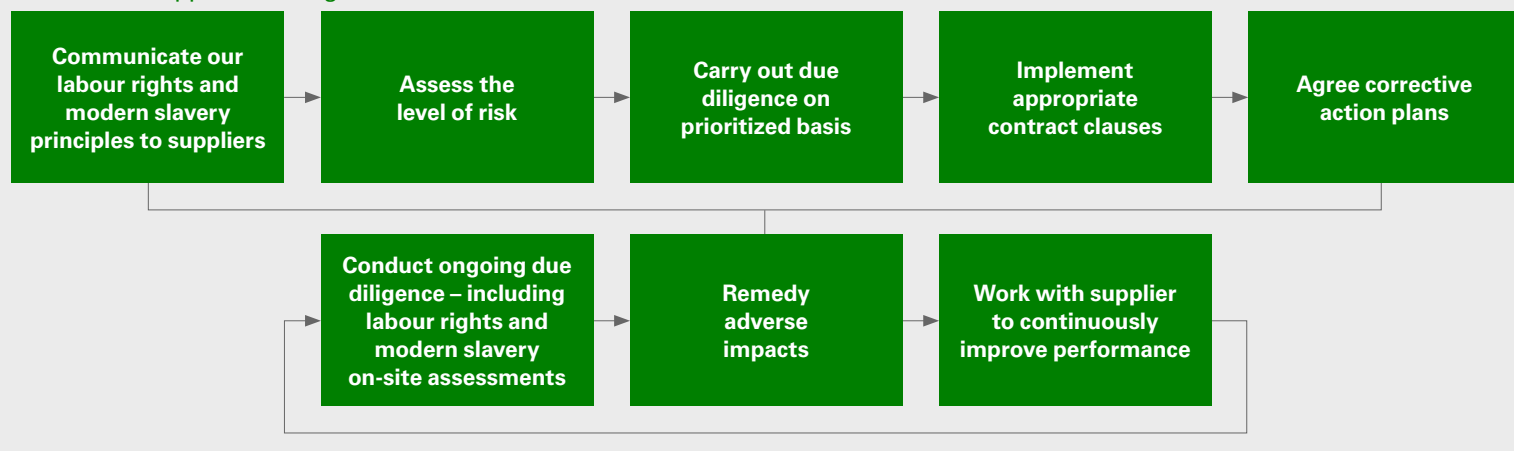 Communicate our
labour rights and
modern slavery
principles to suppliers
Assess the
level of risk
Carry out due
diligence on
prioritized basis
Implement
appropriate
contract clauses
Agree corrective
action plans
Conduct ongoing due
diligence – including
labour rights and
modern slavery
on-site assessments
Remedy
adverse
impacts
Work with supplier
to continuously
improve performance